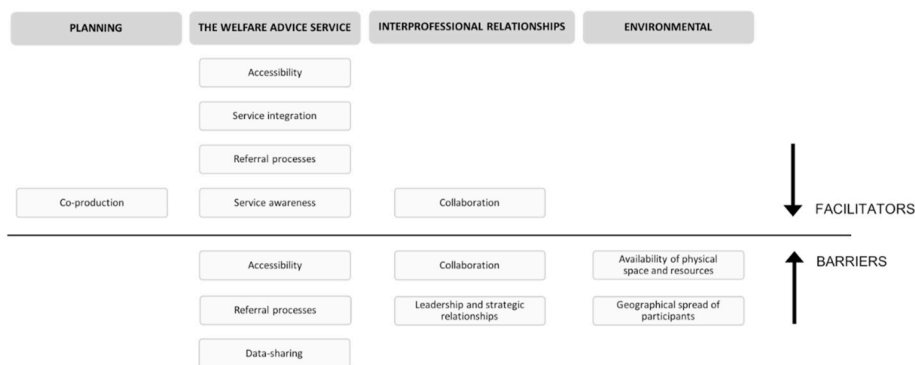 PLANNING
THE WELFARE ADVICE SERVICE
INTERPROFESSIONAL RELATIONSHIPS
ENVIRONMENTAL
Accessibility
Service integration
Referral processes
Co-production
Service awareness
Collaboration
FACILITATORS
Accessibility
Collaboration
Availability of physical
space and resources
BARRIERS
Referral processes
Leadership and strategic
relationships
Geographical spread of
participants
Data-sharing